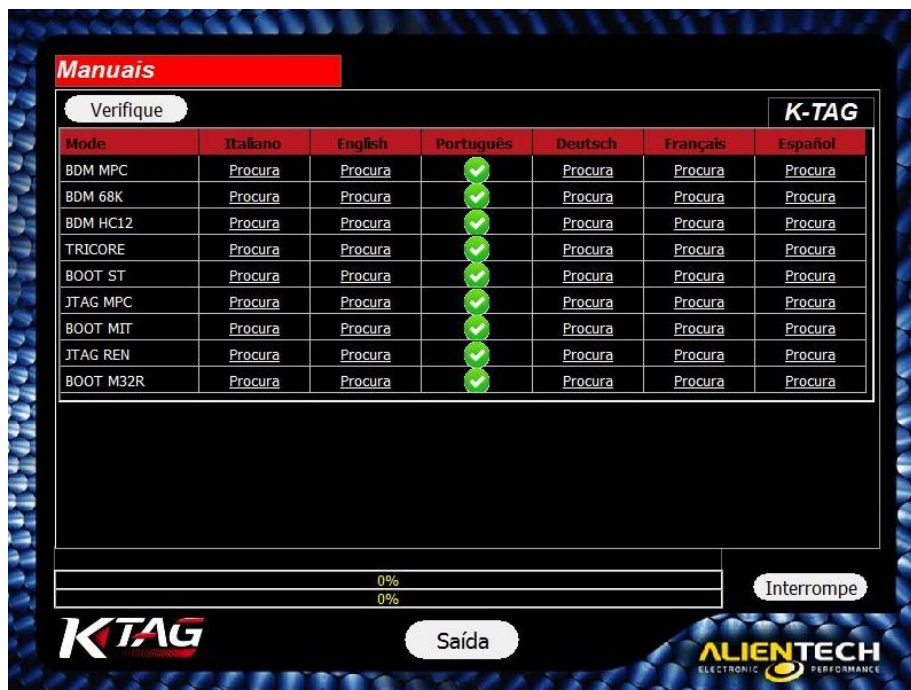 Manuais
Verifique
K-TAG
Mode Italiano English Português Deutsch Français Español
BDM MPC Procura Procura Procura Procura Procura
BDM 68K Procura Procura Procura Procura Procura
BDM HC12 Procura Procura Procura Procura Procura
TRICORE Procura Procura Procura Procura Procura
BOOT ST Procura Procura Procura Procura Procura
JTAG MPC Procura Procura Procura Procura Procura
BOOT MIT Procura Procura Procura Procura Procura
JTAG REN Procura Procura Procura Procura Procura
BOOT M32R Procura Procura Procura Procura Procura
0%
0%
Interrompe
KTAG
Saída
ALIENTECH
ELECTRONIC PERFORMANCE